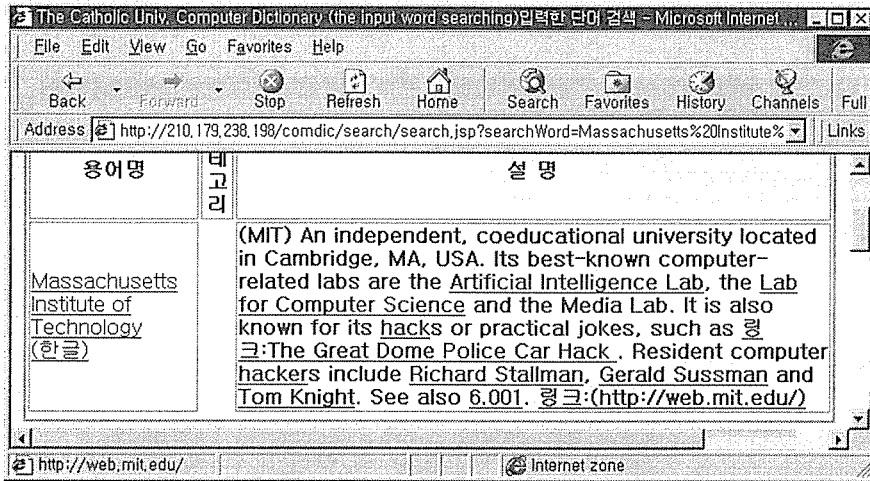 The Catholic Univ. Computer Dictionary (the input word searching)입력한 단어 검색 - Microsoft Internet ...
File Edit View Go Favorites Help
Back Forward Stop Refresh Home Search Favorites History Channels Full
Address http://210.179.238.198/comdic/search/search.jsp?searchWord=Massachusetts%20Institute% Links
용어명 테고리 설 명
Massachusetts
Institute of
Technology
(한글)
(MIT) An independent, coeducational university located
in Cambridge, MA, USA. Its best-known computer-
related labs are the Artificial Intelligence Lab, the Lab
for Computer Science and the Media Lab. It is also
known for its hacks or practical jokes, such as 링
크:The Great Dome Police Car Hack . Resident computer
hackers include Richard Stallman, Gerald Sussman and
Tom Knight. See also 6.001. 링크:(http://web.mit.edu/)
http://web.mit.edu/ Internet zone